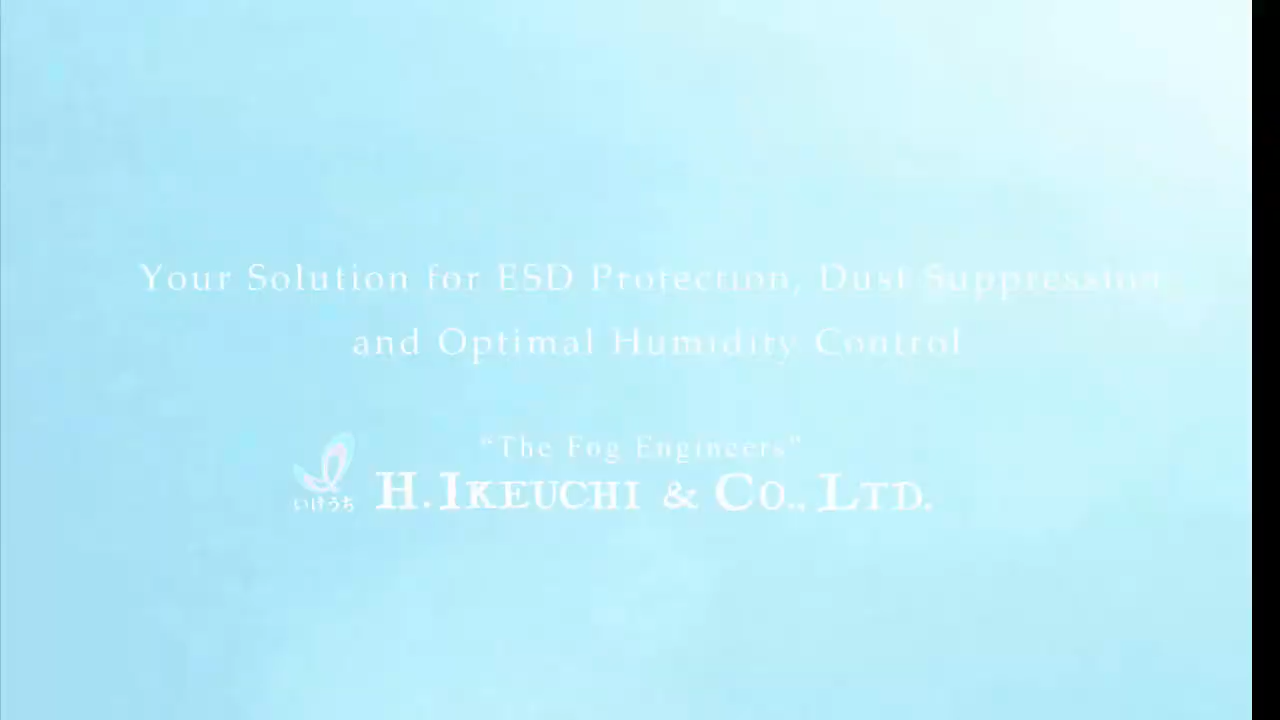 Your Solution for ESD Protection, Dust Suppression
and Optimal Humidity Control
“The Fog Engineers”
いけうち
H. IKEUCHI & CO., LTD.